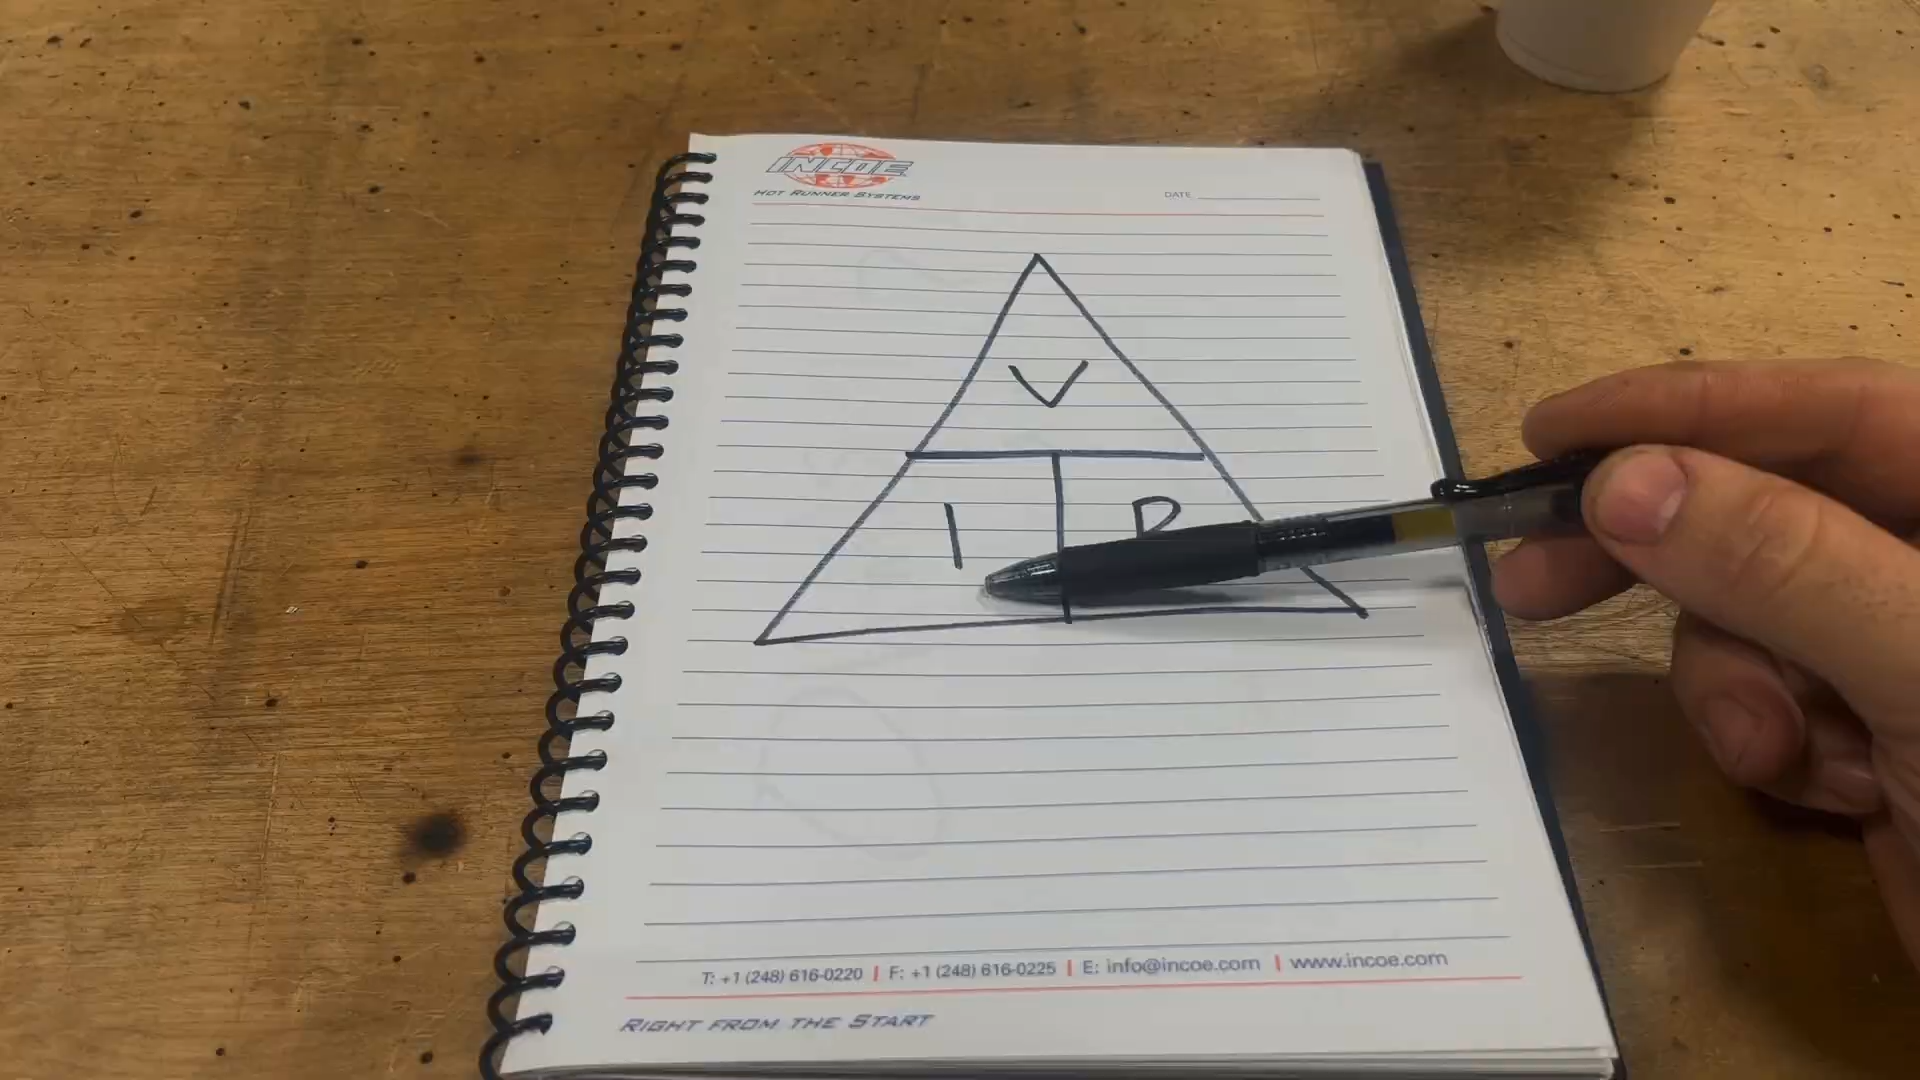 INCOE
HOT RUNNER SYSTEMS
DATE
V
I R
T: +1 (248) 616-0220 | F: +1 (248) 616-0225 | E: info@incoe.com | www.incoe.com
RIGHT FROM THE START